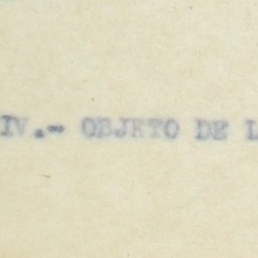 IV.- OBJETO DE L